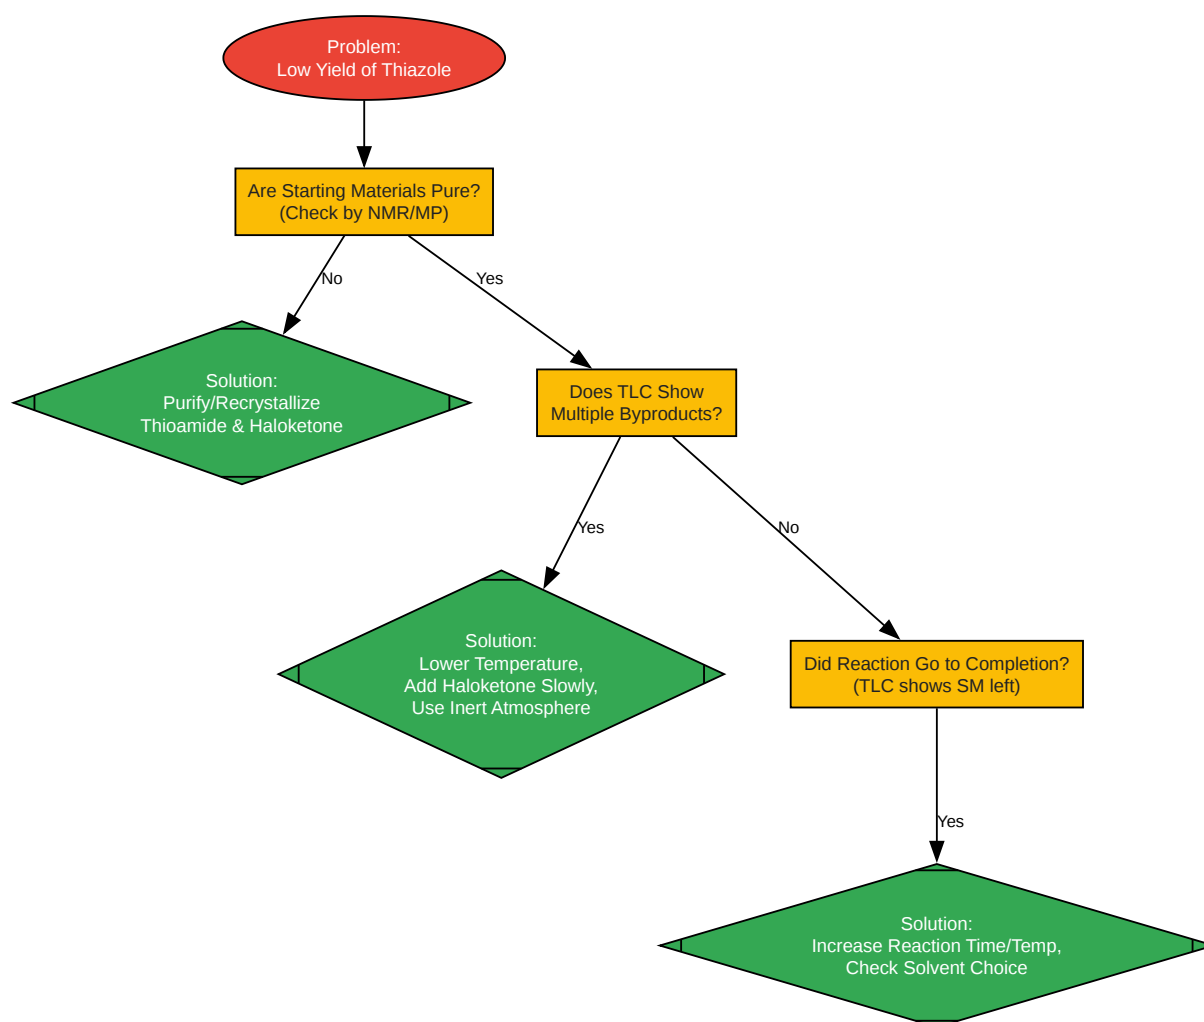 Problem:
Low Yield of Thiazole
Are Starting Materials Pure?
(Check by NMR/MP)
No
Yes
Solution:
Purify/Recrystallize
Thioamide & Haloketone
Does TLC Show
Multiple Byproducts?
Yes
No
Solution:
Lower Temperature,
Add Haloketone Slowly,
Use Inert Atmosphere
Did Reaction Go to Completion?
(TLC shows SM left)
Yes
Solution:
Increase Reaction Time/Temp,
Check Solvent Choice